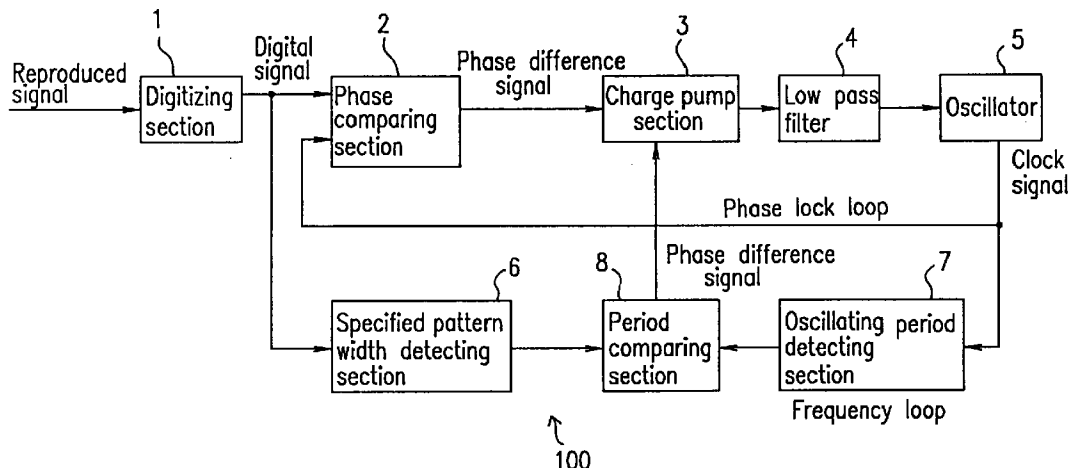 1
Reproduced
signal
Digitizing
section
Digital
signal
2
Phase
comparing
section
Phase difference
signal
3
Charge pump
section
4
Low pass
filter
5
Oscillator
Clock
signal
Phase lock loop
6
Specified pattern
width detecting
section
8
Phase difference
signal
Period
comparing
section
7
Oscillating period
detecting
section
Frequency loop
100